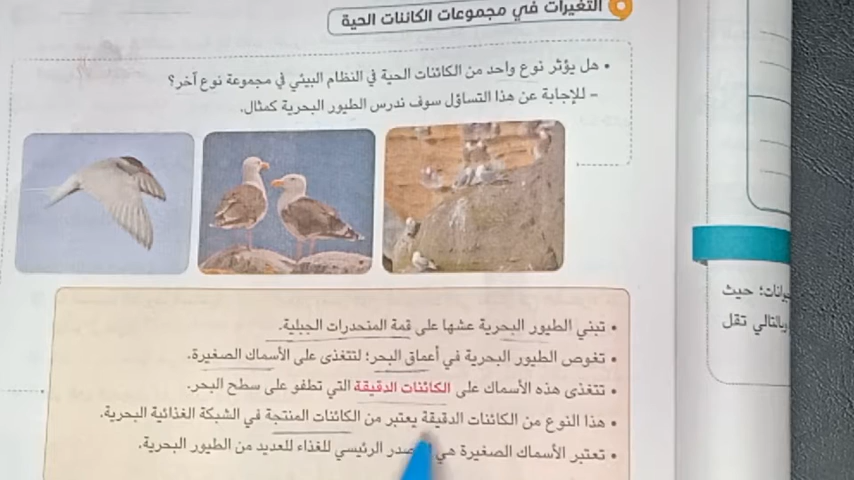 التغيرات في مجموعات الكائنات الحية
• هل يؤثر نوع واحد من الكائنات الحية في النظام البيئي في مجموعة نوع آخر؟
– للإجابة عن هذا التساؤل سوف ندرس الطيور البحرية كمثال.
• تبني الطيور البحرية عشها على قمة المنحدرات الجبلية.
• تغوص الطيور البحرية في أعماق البحر؛ لتتغذى على الأسماك الصغيرة.
• تتغذى هذه الأسماك على الكائنات الدقيقة التي تطفو على سطح البحر.
• هذا النوع من الكائنات الدقيقة يعتبر من الكائنات المنتجة في الشبكة الغذائية البحرية.
• تعتبر الأسماك الصغيرة هي الرئيسي للغذاء للعديد من الطيور البحرية.
حيث
وبالتالي تقل